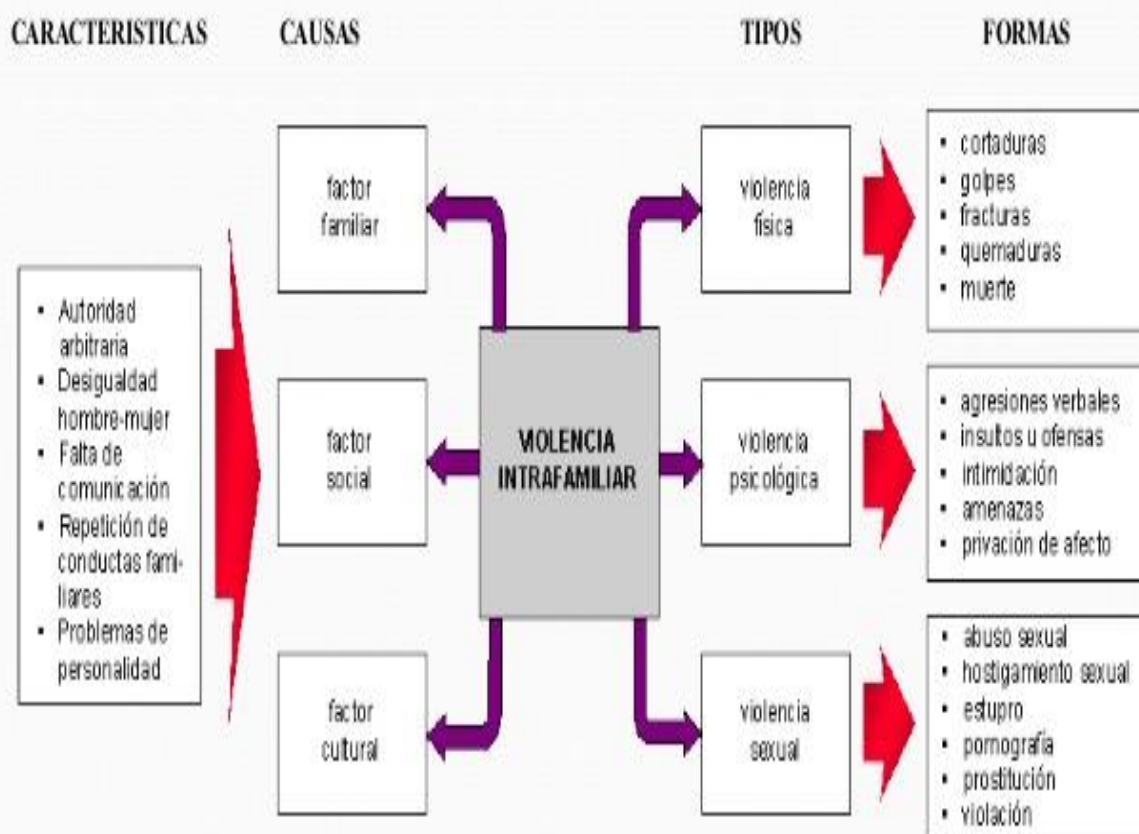 CARACTERISTICAS
CAUSAS
TIPOS
FORMAS
▪ Autoridad
arbitraria
▪ Desigualdad
hombre-mujer
▪ Falta de
comunicación
▪ Repetición de
conductas fami-
liares
▪ Problemas de
personalidad
factor
familiar
factor
social
factor
cultural
VIOLENCIA
INTRAFAMILIAR
violencia
física
violencia
psicológica
violencia
sexual
▪ cortaduras
▪ golpes
▪ fracturas
▪ quemaduras
▪ muerte
▪ agresiones verbales
▪ insultos u ofensas
▪ intimidación
▪ amenazas
▪ privación de afecto
▪ abuso sexual
▪ hostigamiento sexual
▪ estupro
▪ pornografía
▪ prostitución
▪ violación